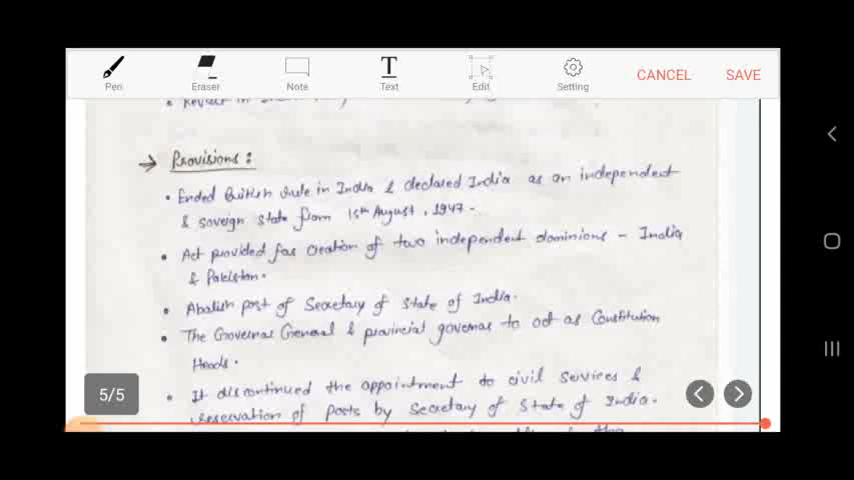 Pen Eraser Note Text Edit Setting CANCEL SAVE
→ Provisions :
• Ended British rule in India & declared India as an independent
& soveign state from 15th August, 1947.
• Act provided for creation of two independent dominions - India
& Pakistan.
• Abolish post of Secretary of State of India.
• The Governor General & provincial governor to act as Constitution
Heads.
• It discontinued the appointment to civil services &
reservation of posts by Secretary of State of India.
5/5